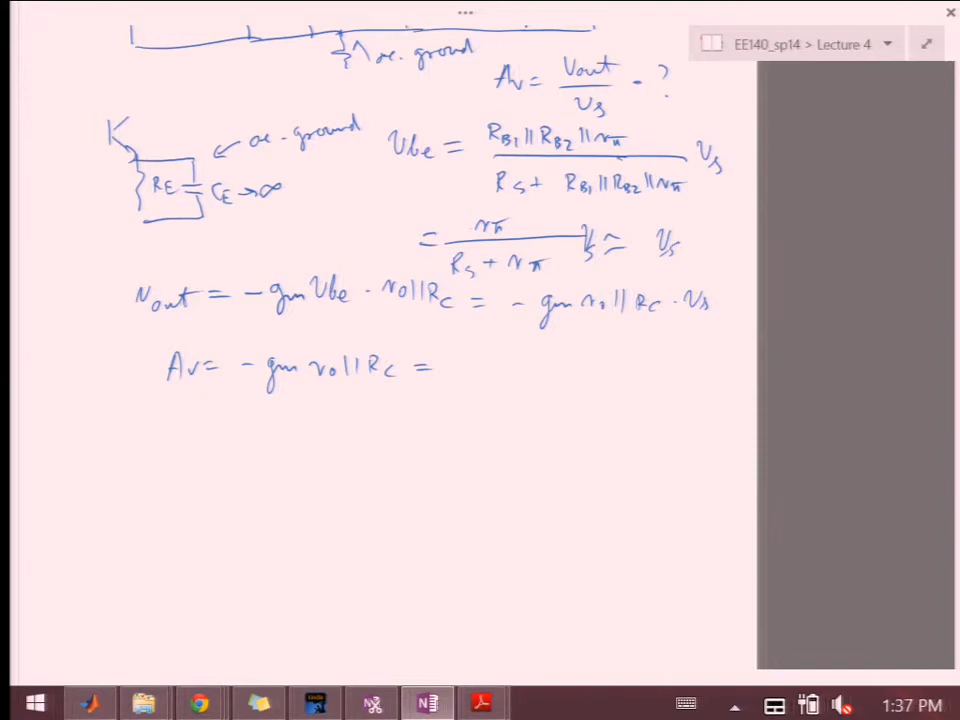 EE140_sp14 > Lecture 4
ac. ground
Av = Vout / vs = ?
ac-ground
RE CE → ∞
Vbe = RB1 || RB2 || rπ / Rs + RB1 || RB2 || rπ Vs
= rπ / Rs + rπ Vs ≃ Vs
vout = - gm Vbe · ro || Rc = - gm ro || Rc · Vs
Av = - gm ro || Rc =
1:37 PM